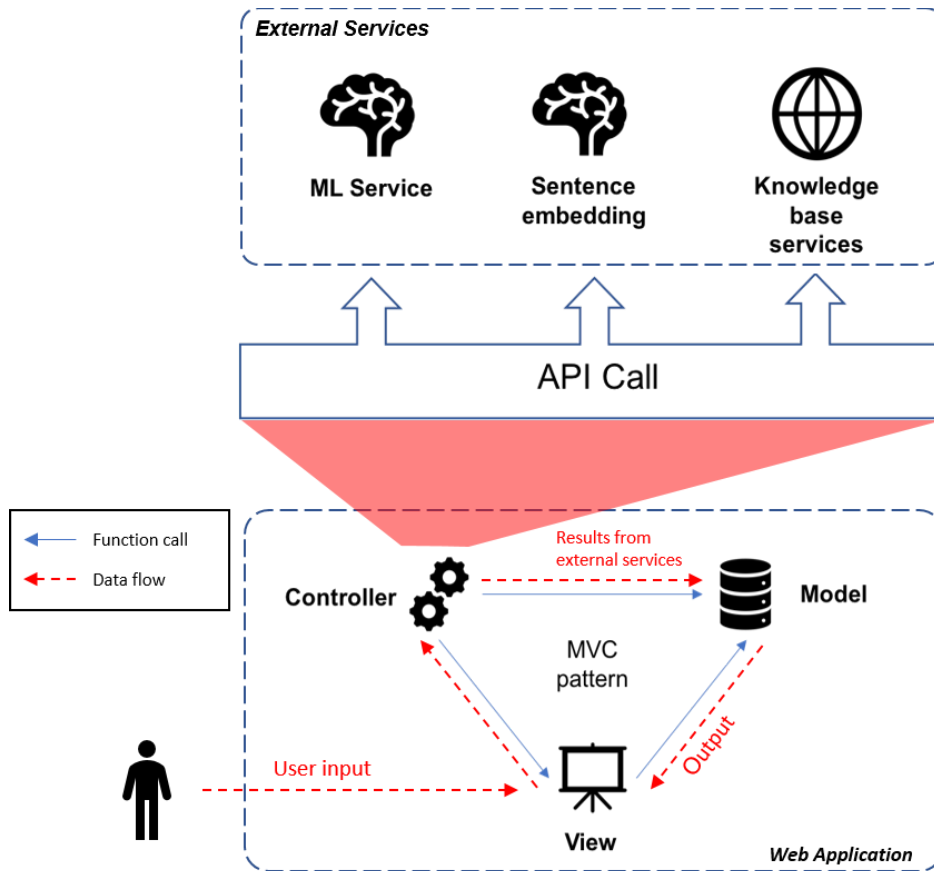 External Services
ML Service
Sentence
embedding
Knowledge
base
services
API Call
Function call
Data flow
Results from
external services
Controller
Model
MVC
pattern
User input
Output
View
Web Application